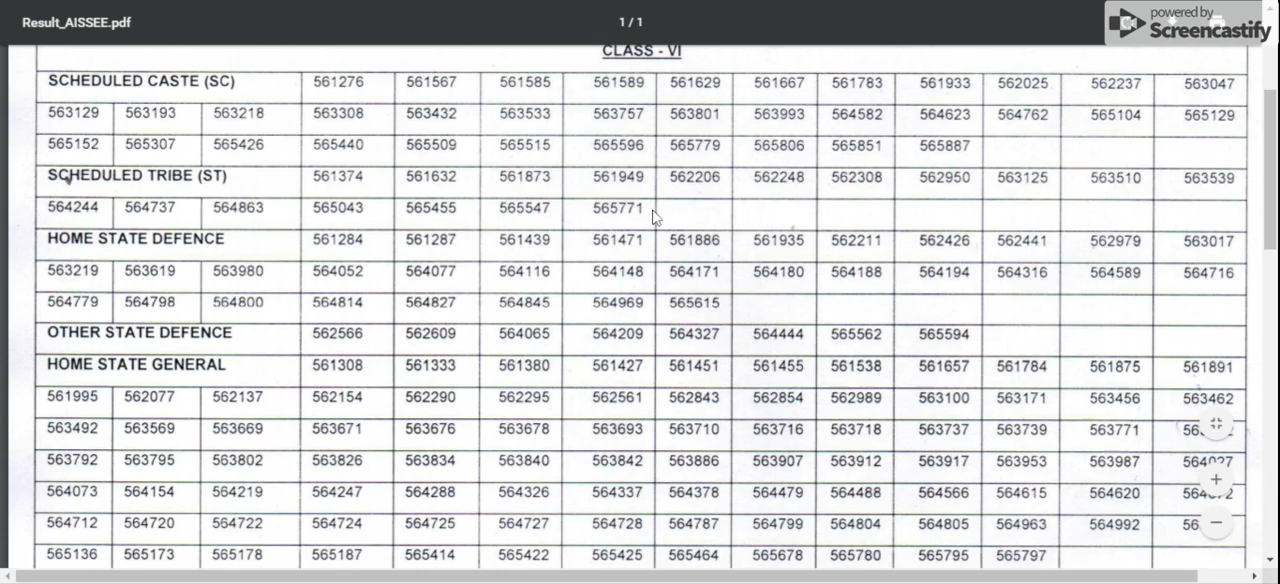 Result_AISSEE.pdf 1 / 1 powered by
Screencastify
CLASS - VI
SCHEDULED CASTE (SC) 561276 561567 561585 561589 561629 561667 561783 561933 562025 562237 563047
563129 563193 563218 563308 563432 563533 563757 563801 563993 564582 564623 564762 565104 565129
565152 565307 565426 565440 565509 565515 565596 565779 565806 565851 565887
SCHEDULED TRIBE (ST) 561374 561632 561873 561949 562206 562248 562308 562950 563125 563510 563539
564244 564737 564863 565043 565455 565547 565771
HOME STATE DEFENCE 561284 561287 561439 561471 561886 561935 562211 562426 562441 562979 563017
563219 563619 563980 564052 564077 564116 564148 564171 564180 564188 564194 564316 564589 564716
564779 564798 564800 564814 564827 564845 564969 565615
OTHER STATE DEFENCE 562566 562609 564065 564209 564327 564444 565562 565594
HOME STATE GENERAL 561308 561333 561380 561427 561451 561455 561538 561657 561784 561875 561891
561995 562077 562137 562154 562290 562295 562561 562843 562854 562989 563100 563171 563456 563462
563492 563569 563669 563671 563676 563678 563693 563710 563716 563718 563737 563739 563771
563792 563795 563802 563826 563834 563840 563842 563886 563907 563912 563917 563953 563987
564073 564154 564219 564247 564288 564326 564337 564378 564479 564488 564566 564615 564620
564712 564720 564722 564724 564725 564727 564728 564787 564799 564804 564805 564963 564992
565136 565173 565178 565187 565414 565422 565425 565464 565678 565780 565795 565797